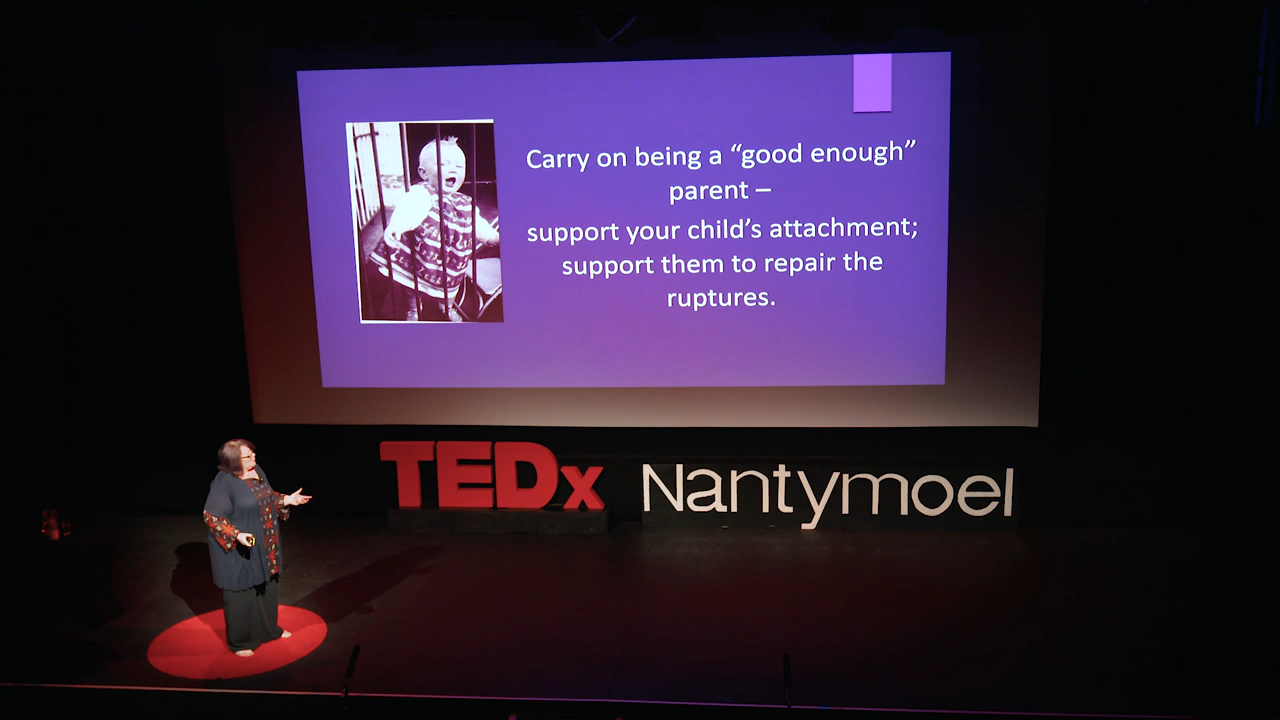 Carry on being a “good enough”
parent –
support your child’s attachment;
support them to repair the
ruptures.
TEDx Nantymoel